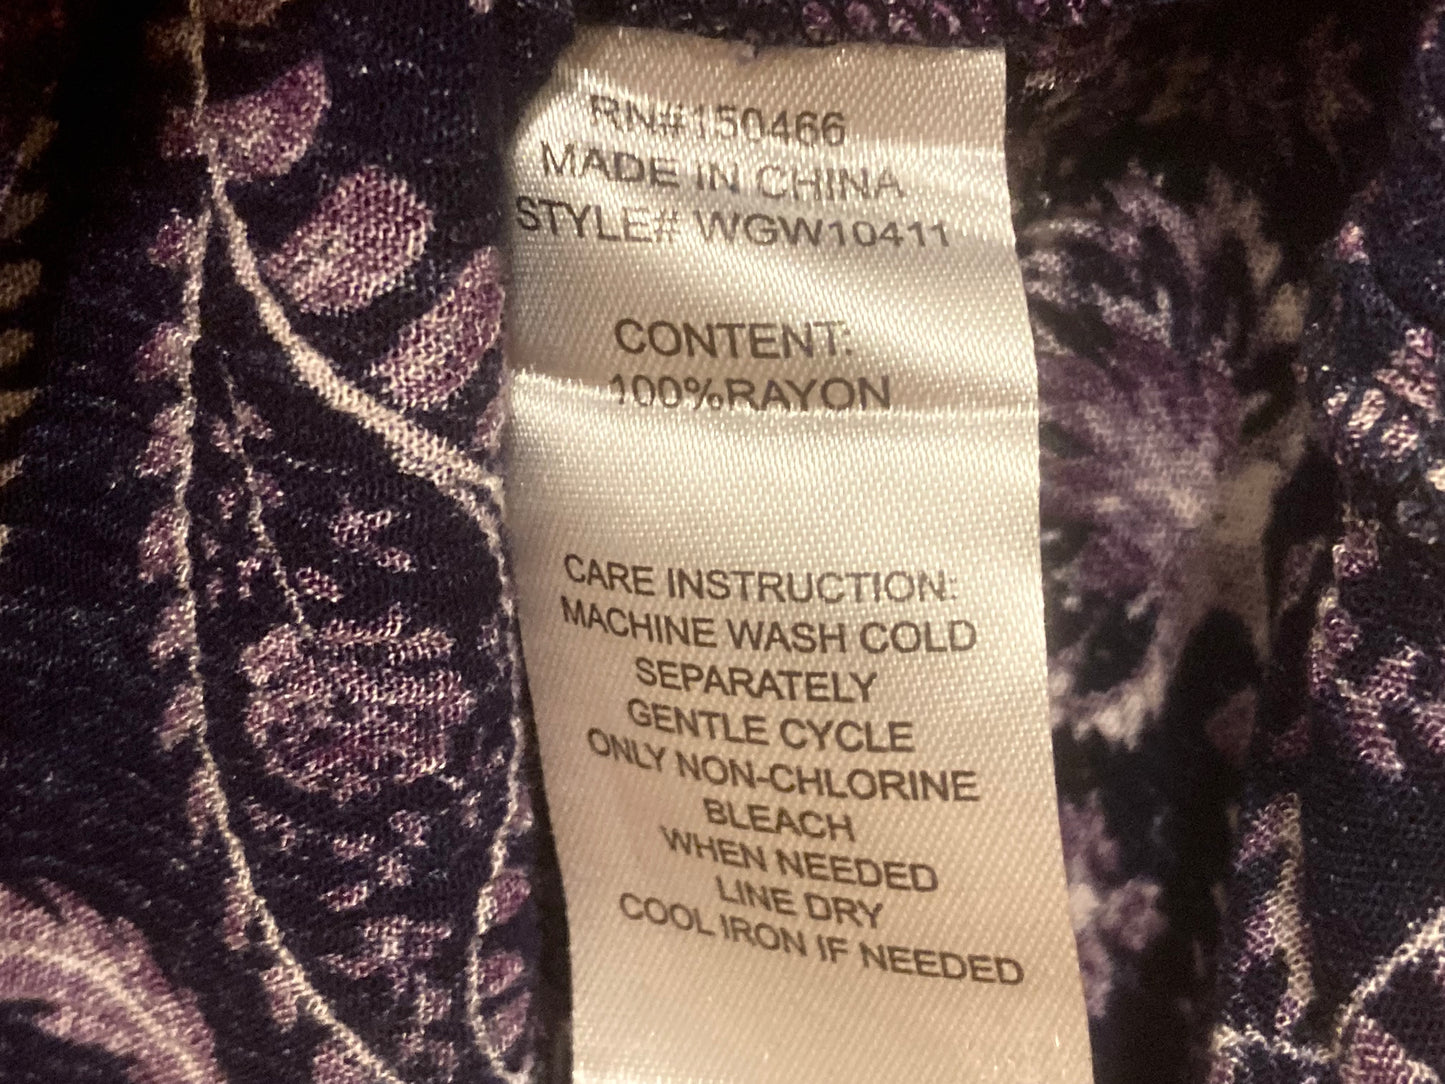 RN#150466
MADE IN CHINA
STYLE# WGW10411
CONTENT:
100%RAYON
CARE INSTRUCTION:
MACHINE WASH COLD
SEPARATELY
GENTLE CYCLE
ONLY NON-CHLORINE
BLEACH
WHEN NEEDED
LINE DRY
COOL IRON IF NEEDED